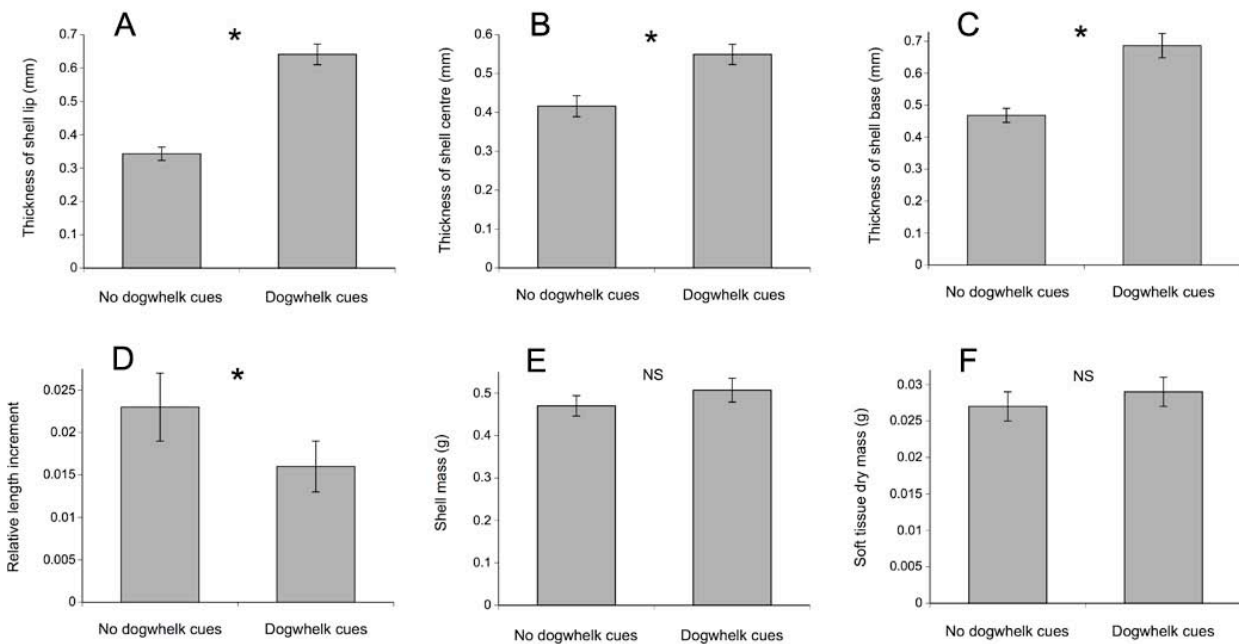 A
*
Thickness of shell lip (mm)
0.7
0.6
0.5
0.4
0.3
0.2
0.1
0
No dogwhelk cues
Dogwhelk cues
B
*
Thickness of shell centre (mm)
0.6
0.5
0.4
0.3
0.2
0.1
0
No dogwhelk cues
Dogwhelk cues
C
*
Thickness of shell base (mm)
0.7
0.6
0.5
0.4
0.3
0.2
0.1
0
No dogwhelk cues
Dogwhelk cues
D
*
Relative length increment
0.025
0.02
0.015
0.01
0.005
0
No dogwhelk cues
Dogwhelk cues
E
NS
Shell mass (g)
0.5
0.4
0.5
0.2
0.1
0
No dogwhelk cues
Dogwhelk cues
F
NS
Soft tissue dry mass (g)
0.03
0.025
0.02
0.015
0.01
0.005
0
No dogwhelk cues
Dogwhelk cues